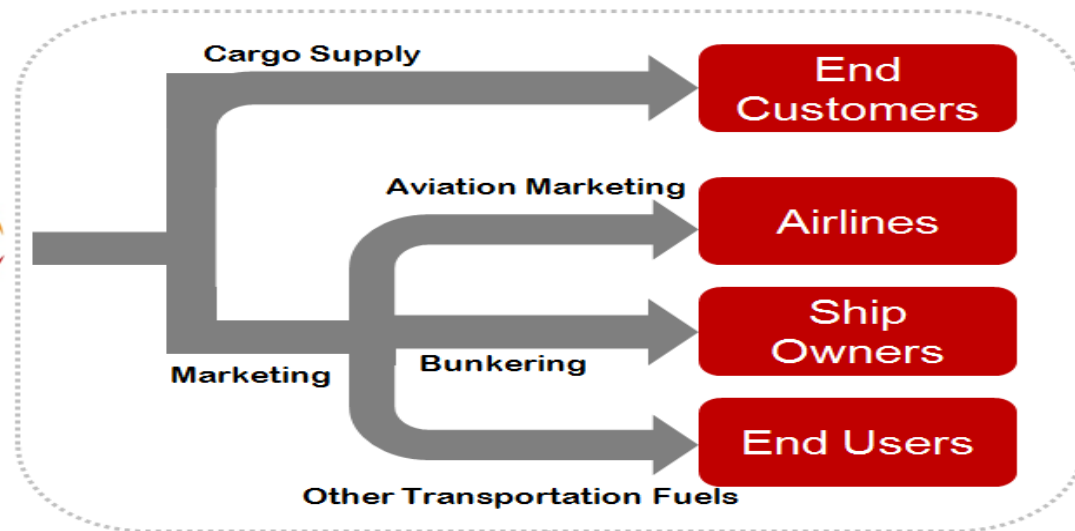 Cargo Supply
End
Customers
Aviation Marketing
Airlines
Ship
Owners
Marketing
Bunkering
End Users
Other Transportation Fuels